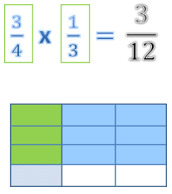 3/4 x 1/3 = 3/12